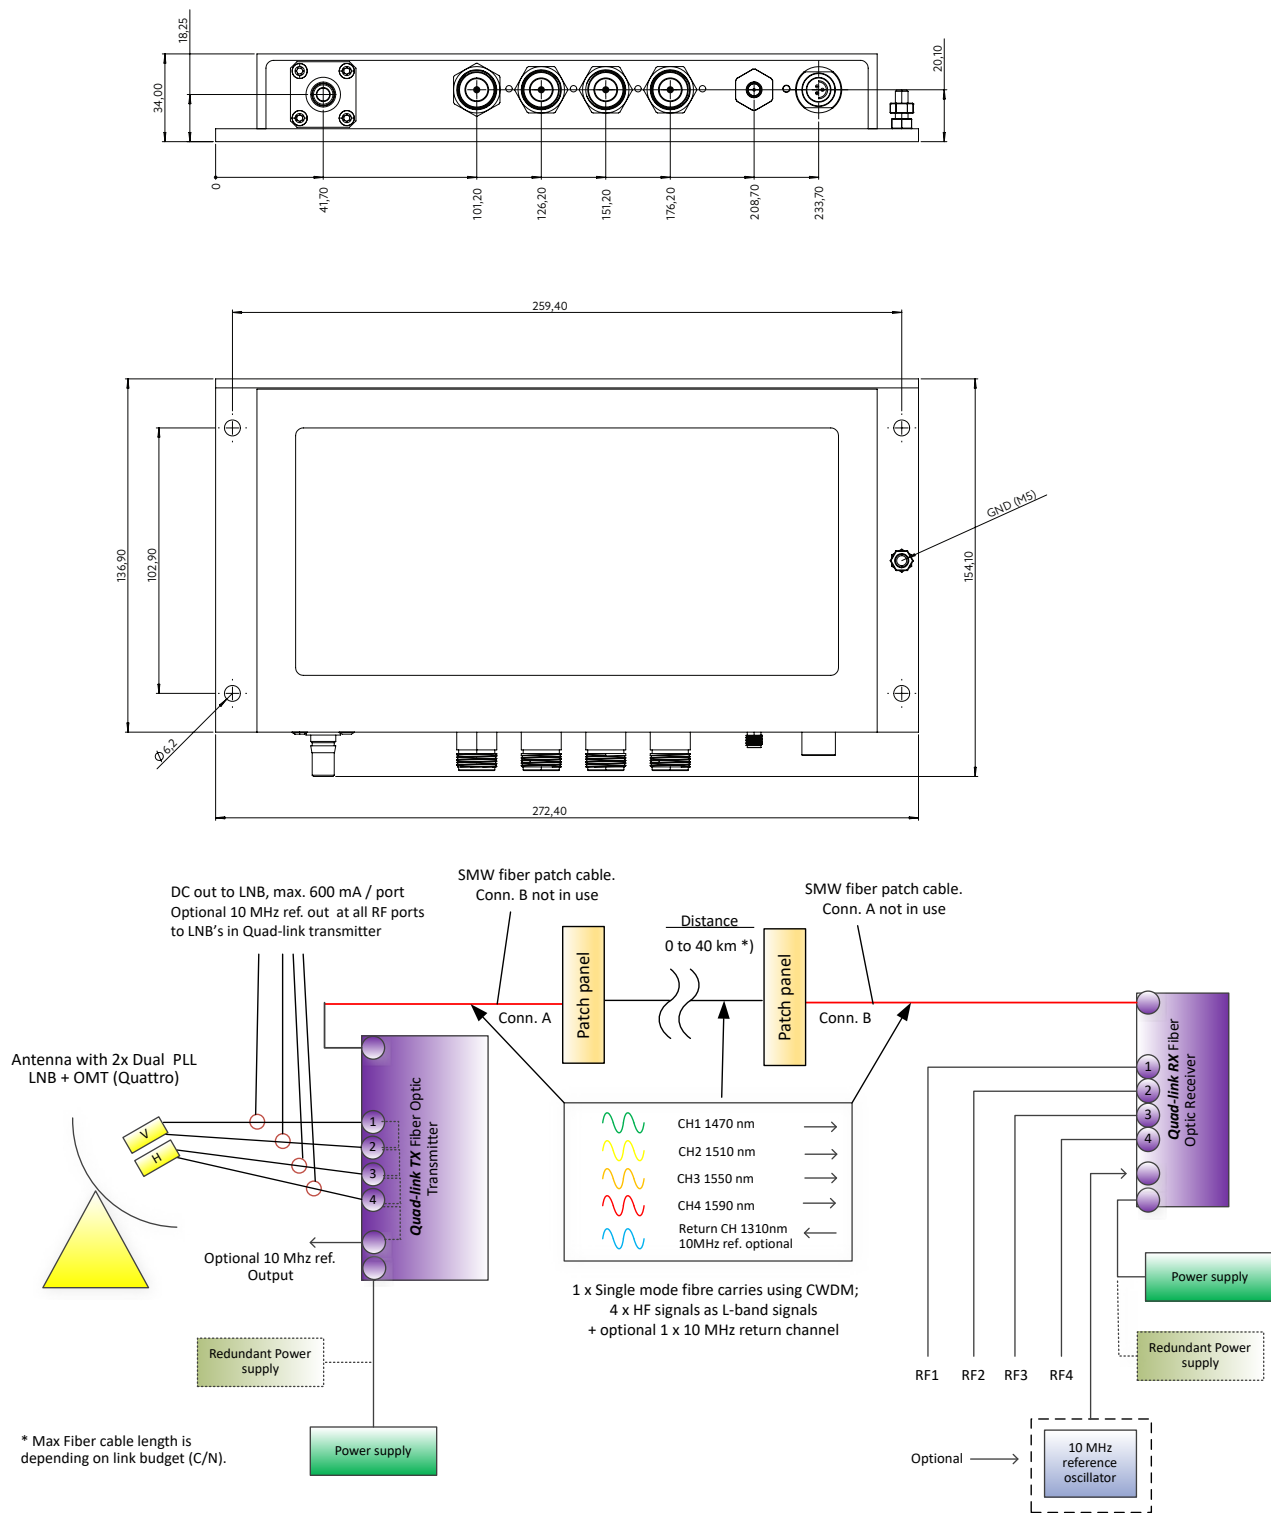 18,25
34,00
20,10
0
41,70
101,20
126,20
151,20
176,20
208,70
233,70
259,40
136,90
102,90
GND (M5)
154,10
Φ6,2
272,40
DC out to LNB, max. 600 mA / port
Optional 10 MHz ref. out at all RF ports
to LNB's in Quad-link transmitter
SMW fiber patch cable.
Conn. B not in use
Distance
0 to 40 km *)
SMW fiber patch cable.
Conn. A not in use
Patch panel
Patch panel
Conn. A
Conn. B
Antenna with 2x Dual PLL
LNB + OMT (Quattro)
V
H
1
2
3
4
Quad-link TX Fiber Optic
Transmitter
Optional 10 Mhz ref.
Output
CH1 1470 nm
CH2 1510 nm
CH3 1550 nm
CH4 1590 nm
Return CH 1310nm
10MHz ref. optional
1 x Single mode fibre carries using CWDM;
4 x HF signals as L-band signals
+ optional 1 x 10 MHz return channel
1
2
3
4
Quad-link RX Fiber
Optic Receiver
Power supply
Redundant Power
supply
RF1
RF2
RF3
RF4
Redundant Power
supply
Power supply
* Max Fiber cable length is
depending on link budget (C/N).
Optional
10 MHz
reference
oscillator